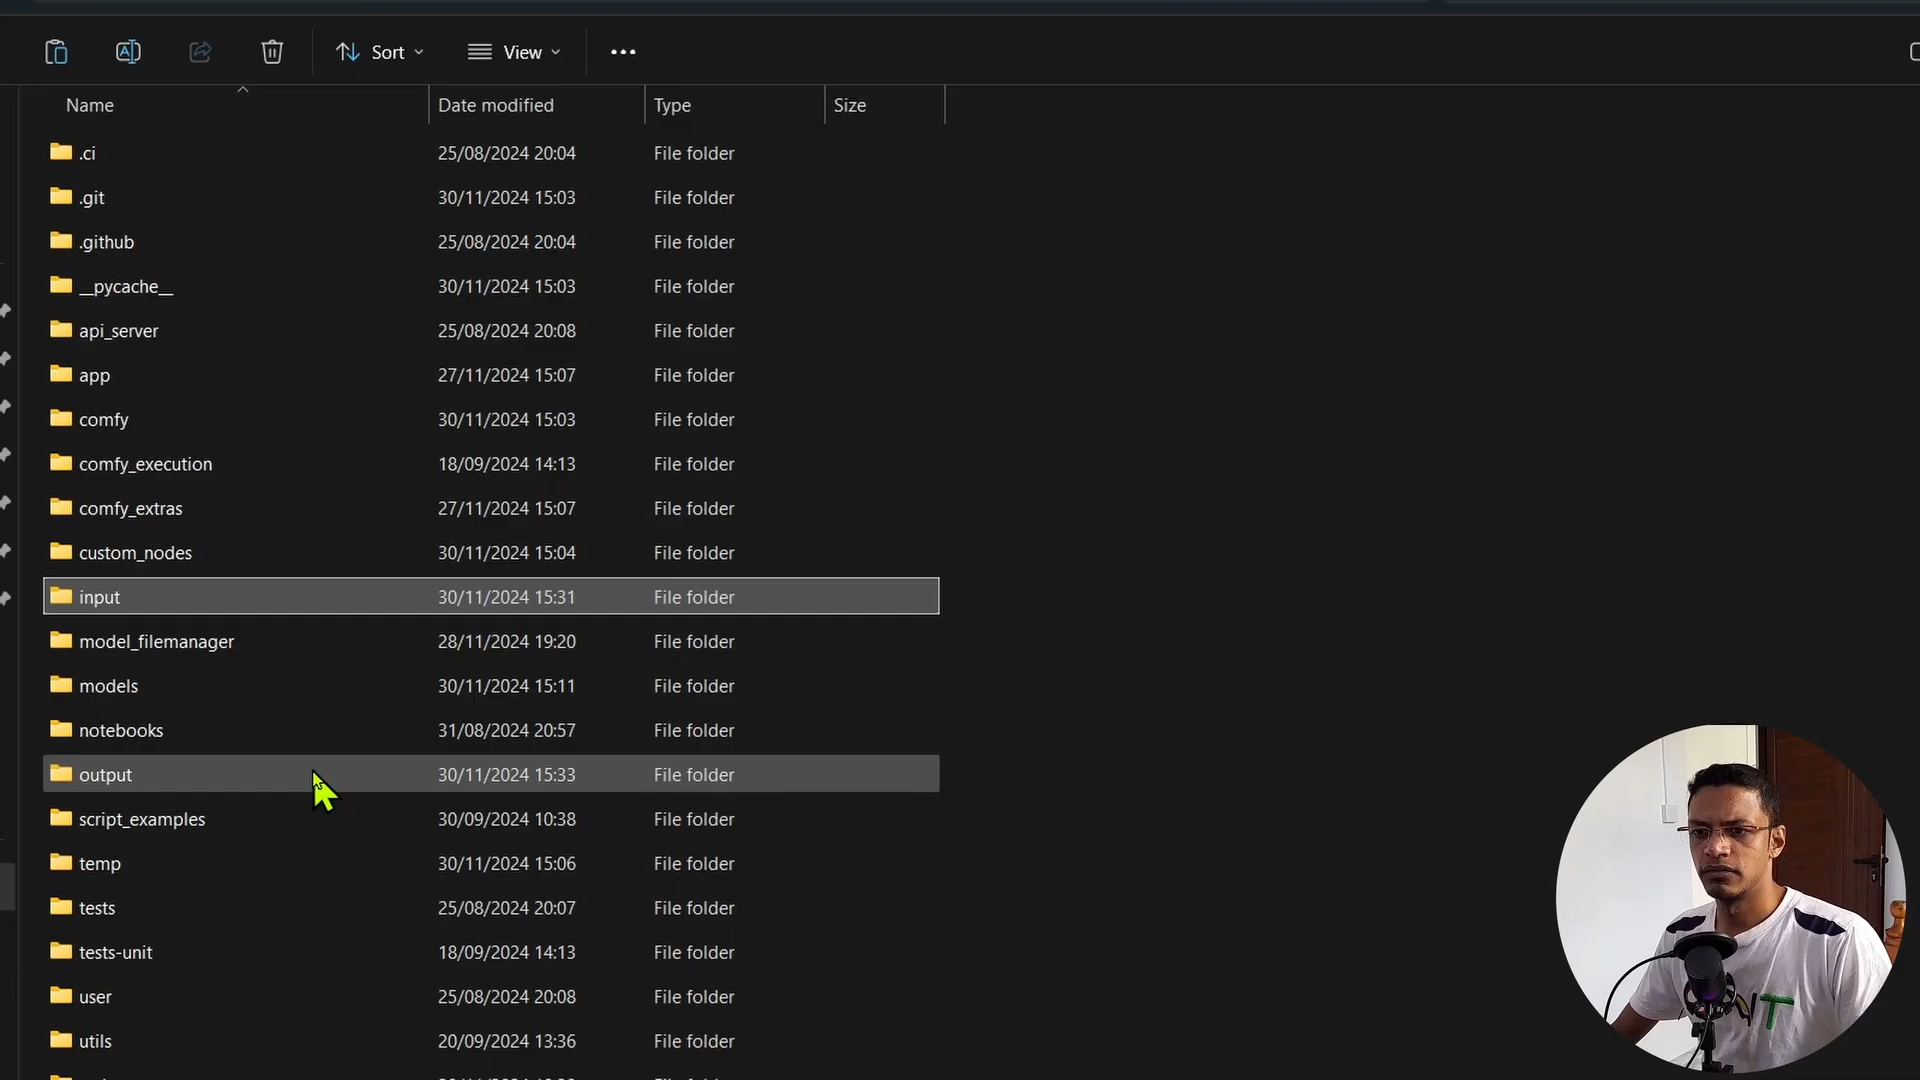 Sort View
Name Date modified Type Size
.ci 25/08/2024 20:04 File folder
.git 30/11/2024 15:03 File folder
.github 25/08/2024 20:04 File folder
__pycache__ 30/11/2024 15:03 File folder
api_server 25/08/2024 20:08 File folder
app 27/11/2024 15:07 File folder
comfy 30/11/2024 15:03 File folder
comfy_execution 18/09/2024 14:13 File folder
comfy_extras 27/11/2024 15:07 File folder
custom_nodes 30/11/2024 15:04 File folder
input 30/11/2024 15:31 File folder
model_filemanager 28/11/2024 19:20 File folder
models 30/11/2024 15:11 File folder
notebooks 31/08/2024 20:57 File folder
output 30/11/2024 15:33 File folder
script_examples 30/09/2024 10:38 File folder
temp 30/11/2024 15:06 File folder
tests 25/08/2024 20:07 File folder
tests-unit 18/09/2024 14:13 File folder
user 25/08/2024 20:08 File folder
utils 20/09/2024 13:36 File folder